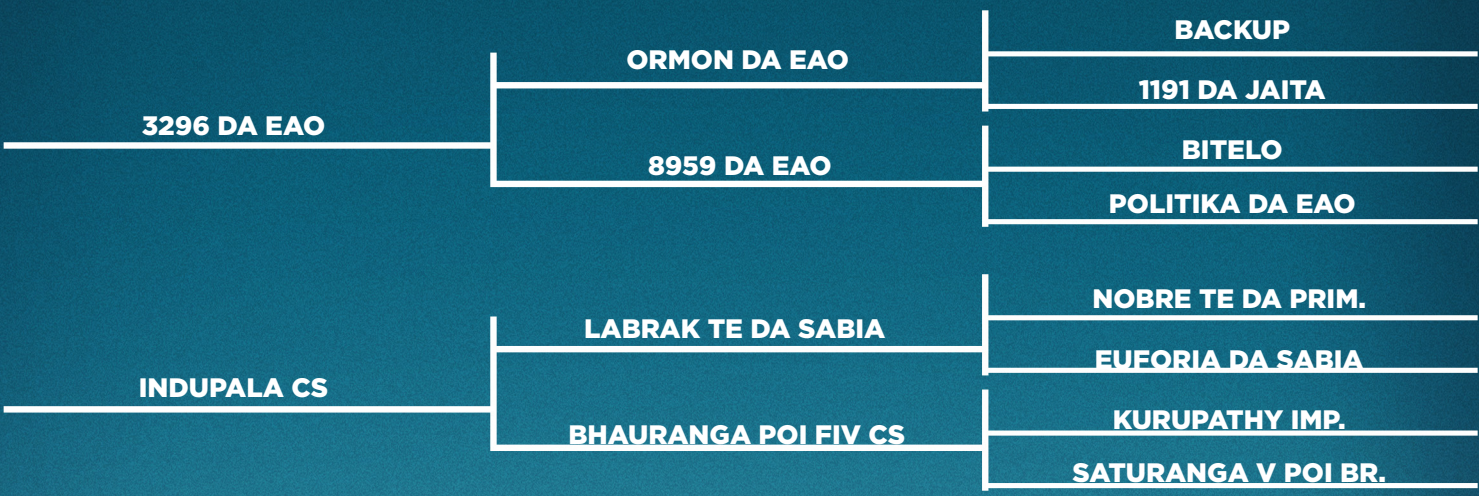 BACKUP
ORMON DA EAO
1191 DA JAITA
3296 DA EAO
BITELO
8959 DA EAO
POLITIKA DA EAO
NOBRE TE DA PRIM.
LABRAK TE DA SABIA
EUFORIA DA SABIA
INDUPALA CS
KURUPATHY IMP.
BHAURANGA POI FIV CS
SATURANGA V POI BR.